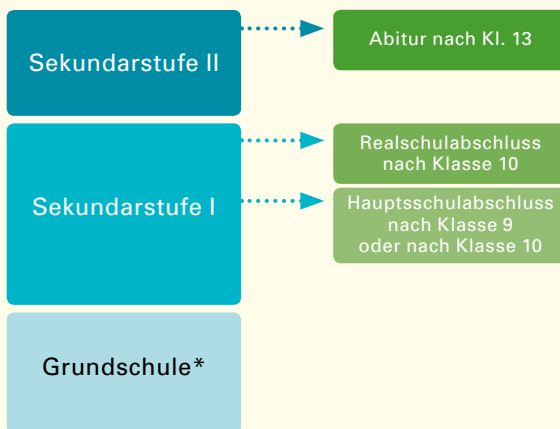 Sekundarstufe II
Abitur nach Kl. 13
Sekundarstufe I
Realschulabschluss
nach Klasse 10
Hauptsschulabschluss
nach Klasse 9
oder nach Klasse 10
Grundschule*